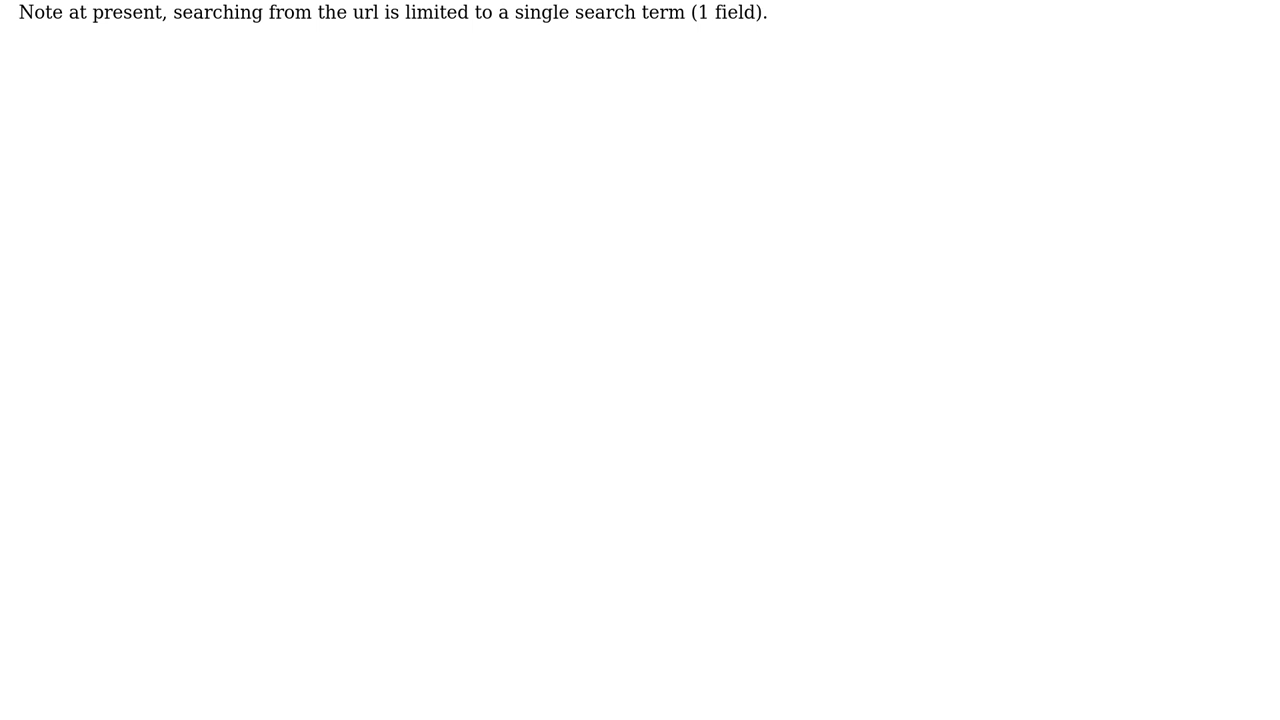 Note at present, searching from the url is limited to a single search term (1 field).